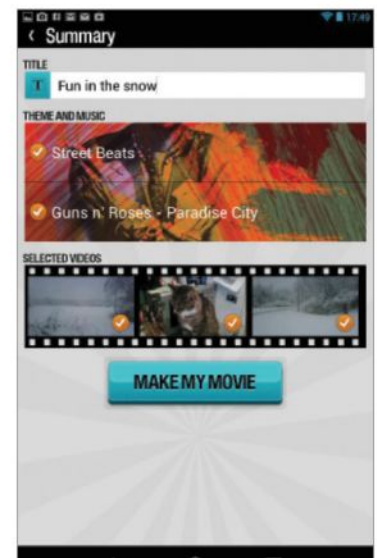 17:49
‹ Summary
TITLE
T Fun in the snow
THEME AND MUSIC
Street Beats
Guns n' Roses - Paradise City
SELECTED VIDEOS
MAKE MY MOVIE